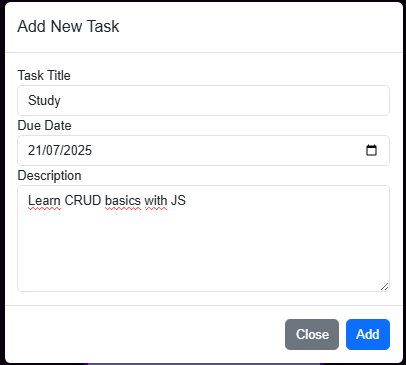 Add New Task
Task Title
Study
Due Date
21/07/2025
Description
Learn CRUD basics with JS
Close Add